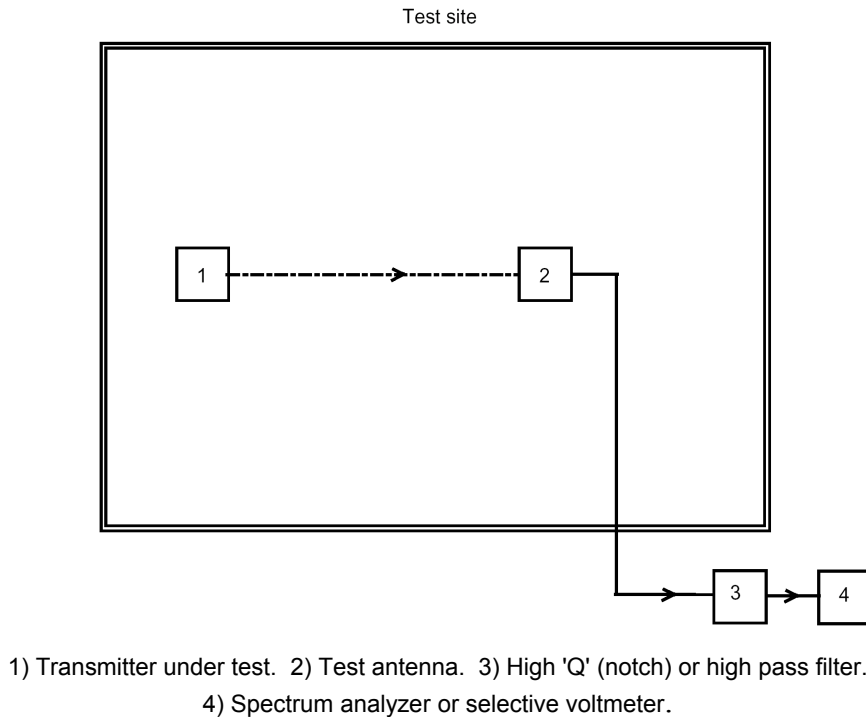 Test site
1
2
3
4
1) Transmitter under test. 2) Test antenna. 3) High 'Q' (notch) or high pass filter.
4) Spectrum analyzer or selective voltmeter.